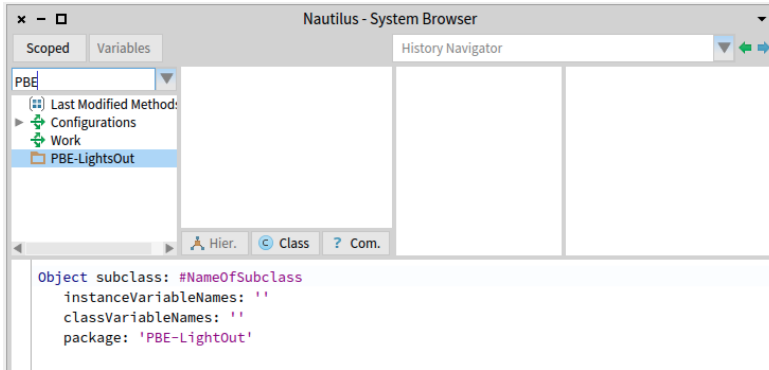 Nautilus - System Browser
Scoped
Variables
History Navigator
PBE
Last Modified Methods
Configurations
Work
PBE-LightsOut
Hier.
Class
? Com.
Object subclass: #NameOfSubclass
instanceVariableNames: ''
classVariableNames: ''
package: 'PBE-LightOut'